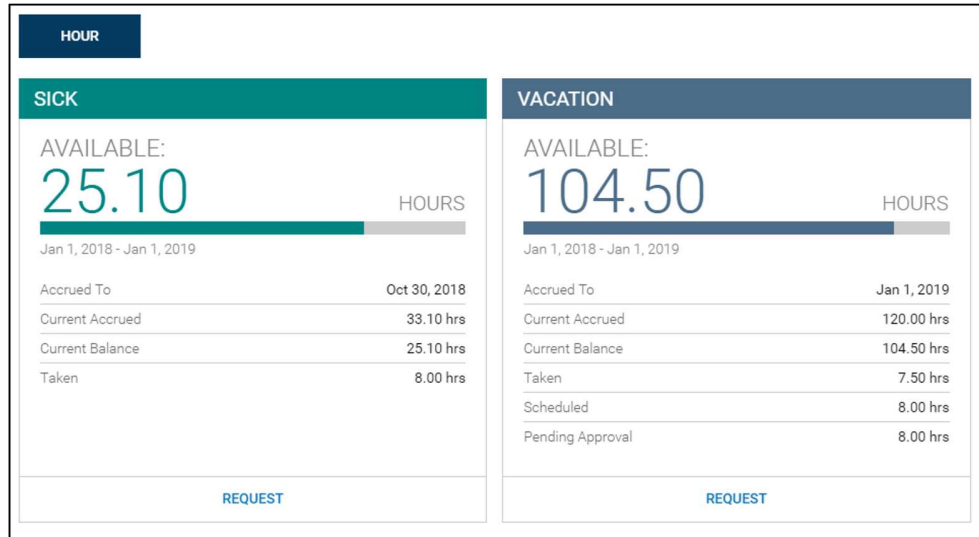 HOUR
SICK
AVAILABLE:
25.10 HOURS
Jan 1, 2018 - Jan 1, 2019
Accrued To Oct 30, 2018
Current Accrued 33.10 hrs
Current Balance 25.10 hrs
Taken 8.00 hrs
REQUEST
VACATION
AVAILABLE:
104.50 HOURS
Jan 1, 2018 - Jan 1, 2019
Accrued To Jan 1, 2019
Current Accrued 120.00 hrs
Current Balance 104.50 hrs
Taken 7.50 hrs
Scheduled 8.00 hrs
Pending Approval 8.00 hrs
REQUEST